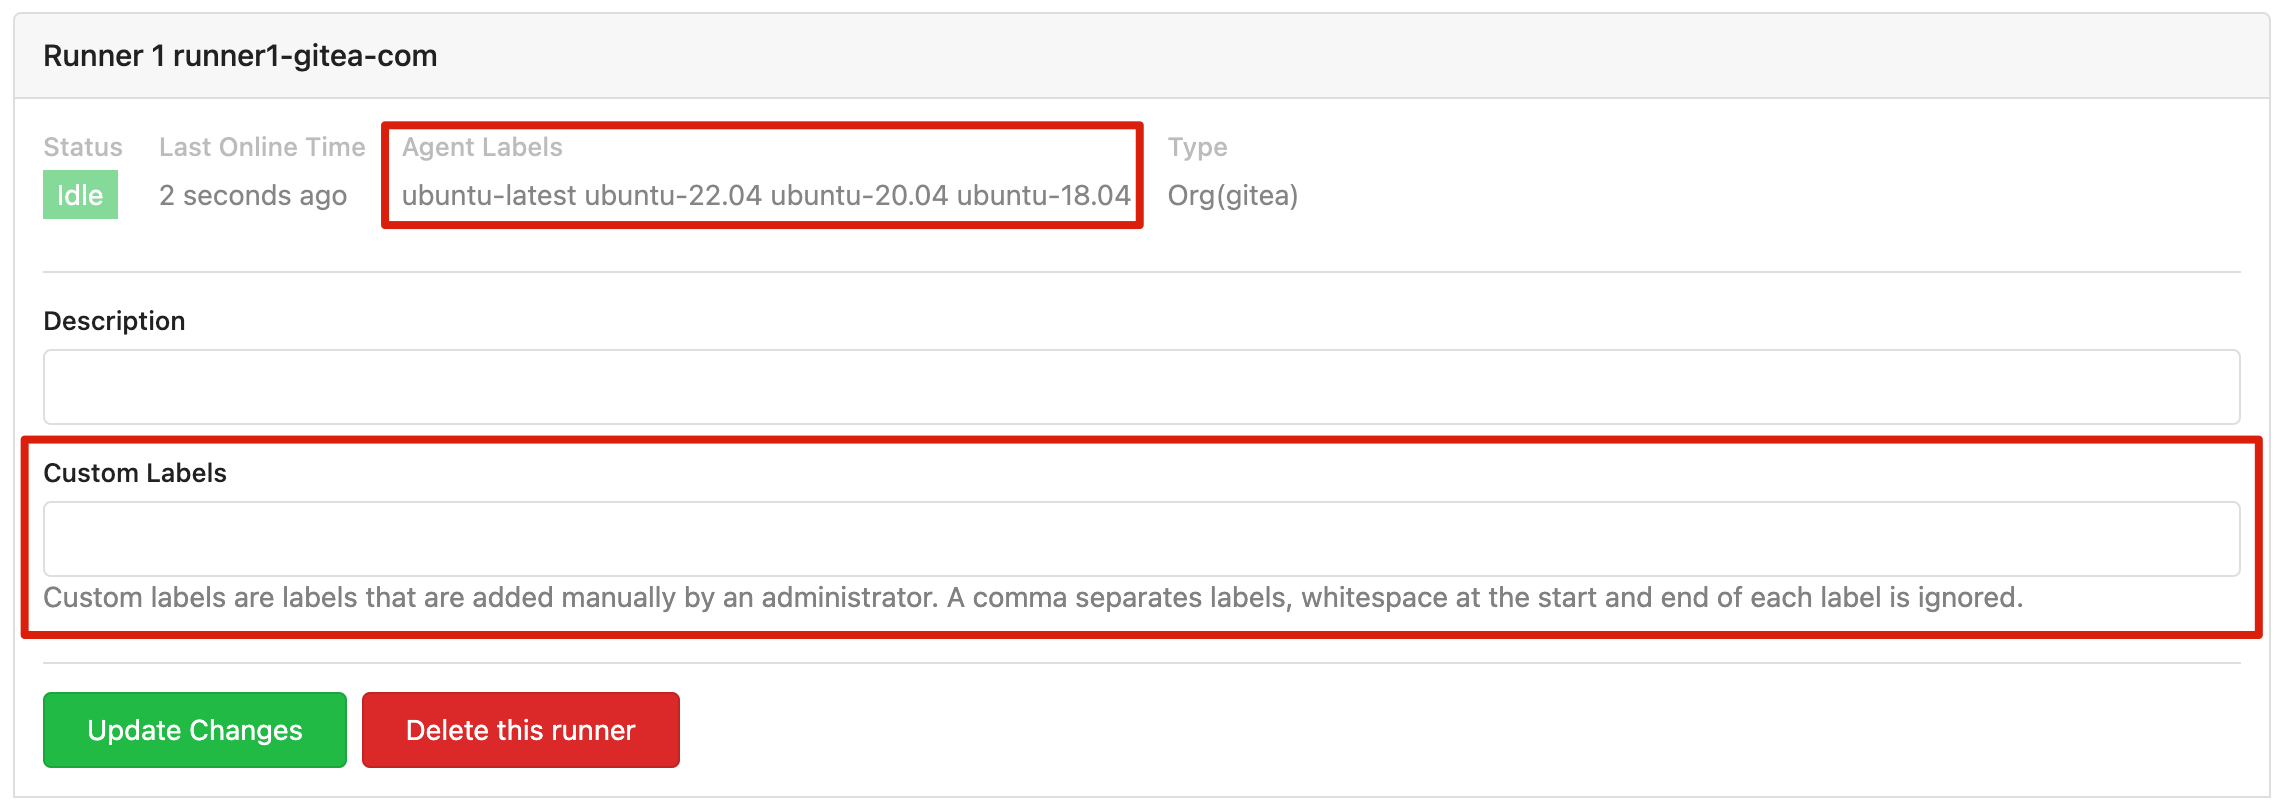 Runner 1 runner1-gitea-com
Status Last Online Time Agent Labels Type
Idle 2 seconds ago ubuntu-latest ubuntu-22.04 ubuntu-20.04 ubuntu-18.04 Org(gitea)
Description
Custom Labels
Custom labels are labels that are added manually by an administrator. A comma separates labels, whitespace at the start and end of each label is ignored.
Update Changes Delete this runner